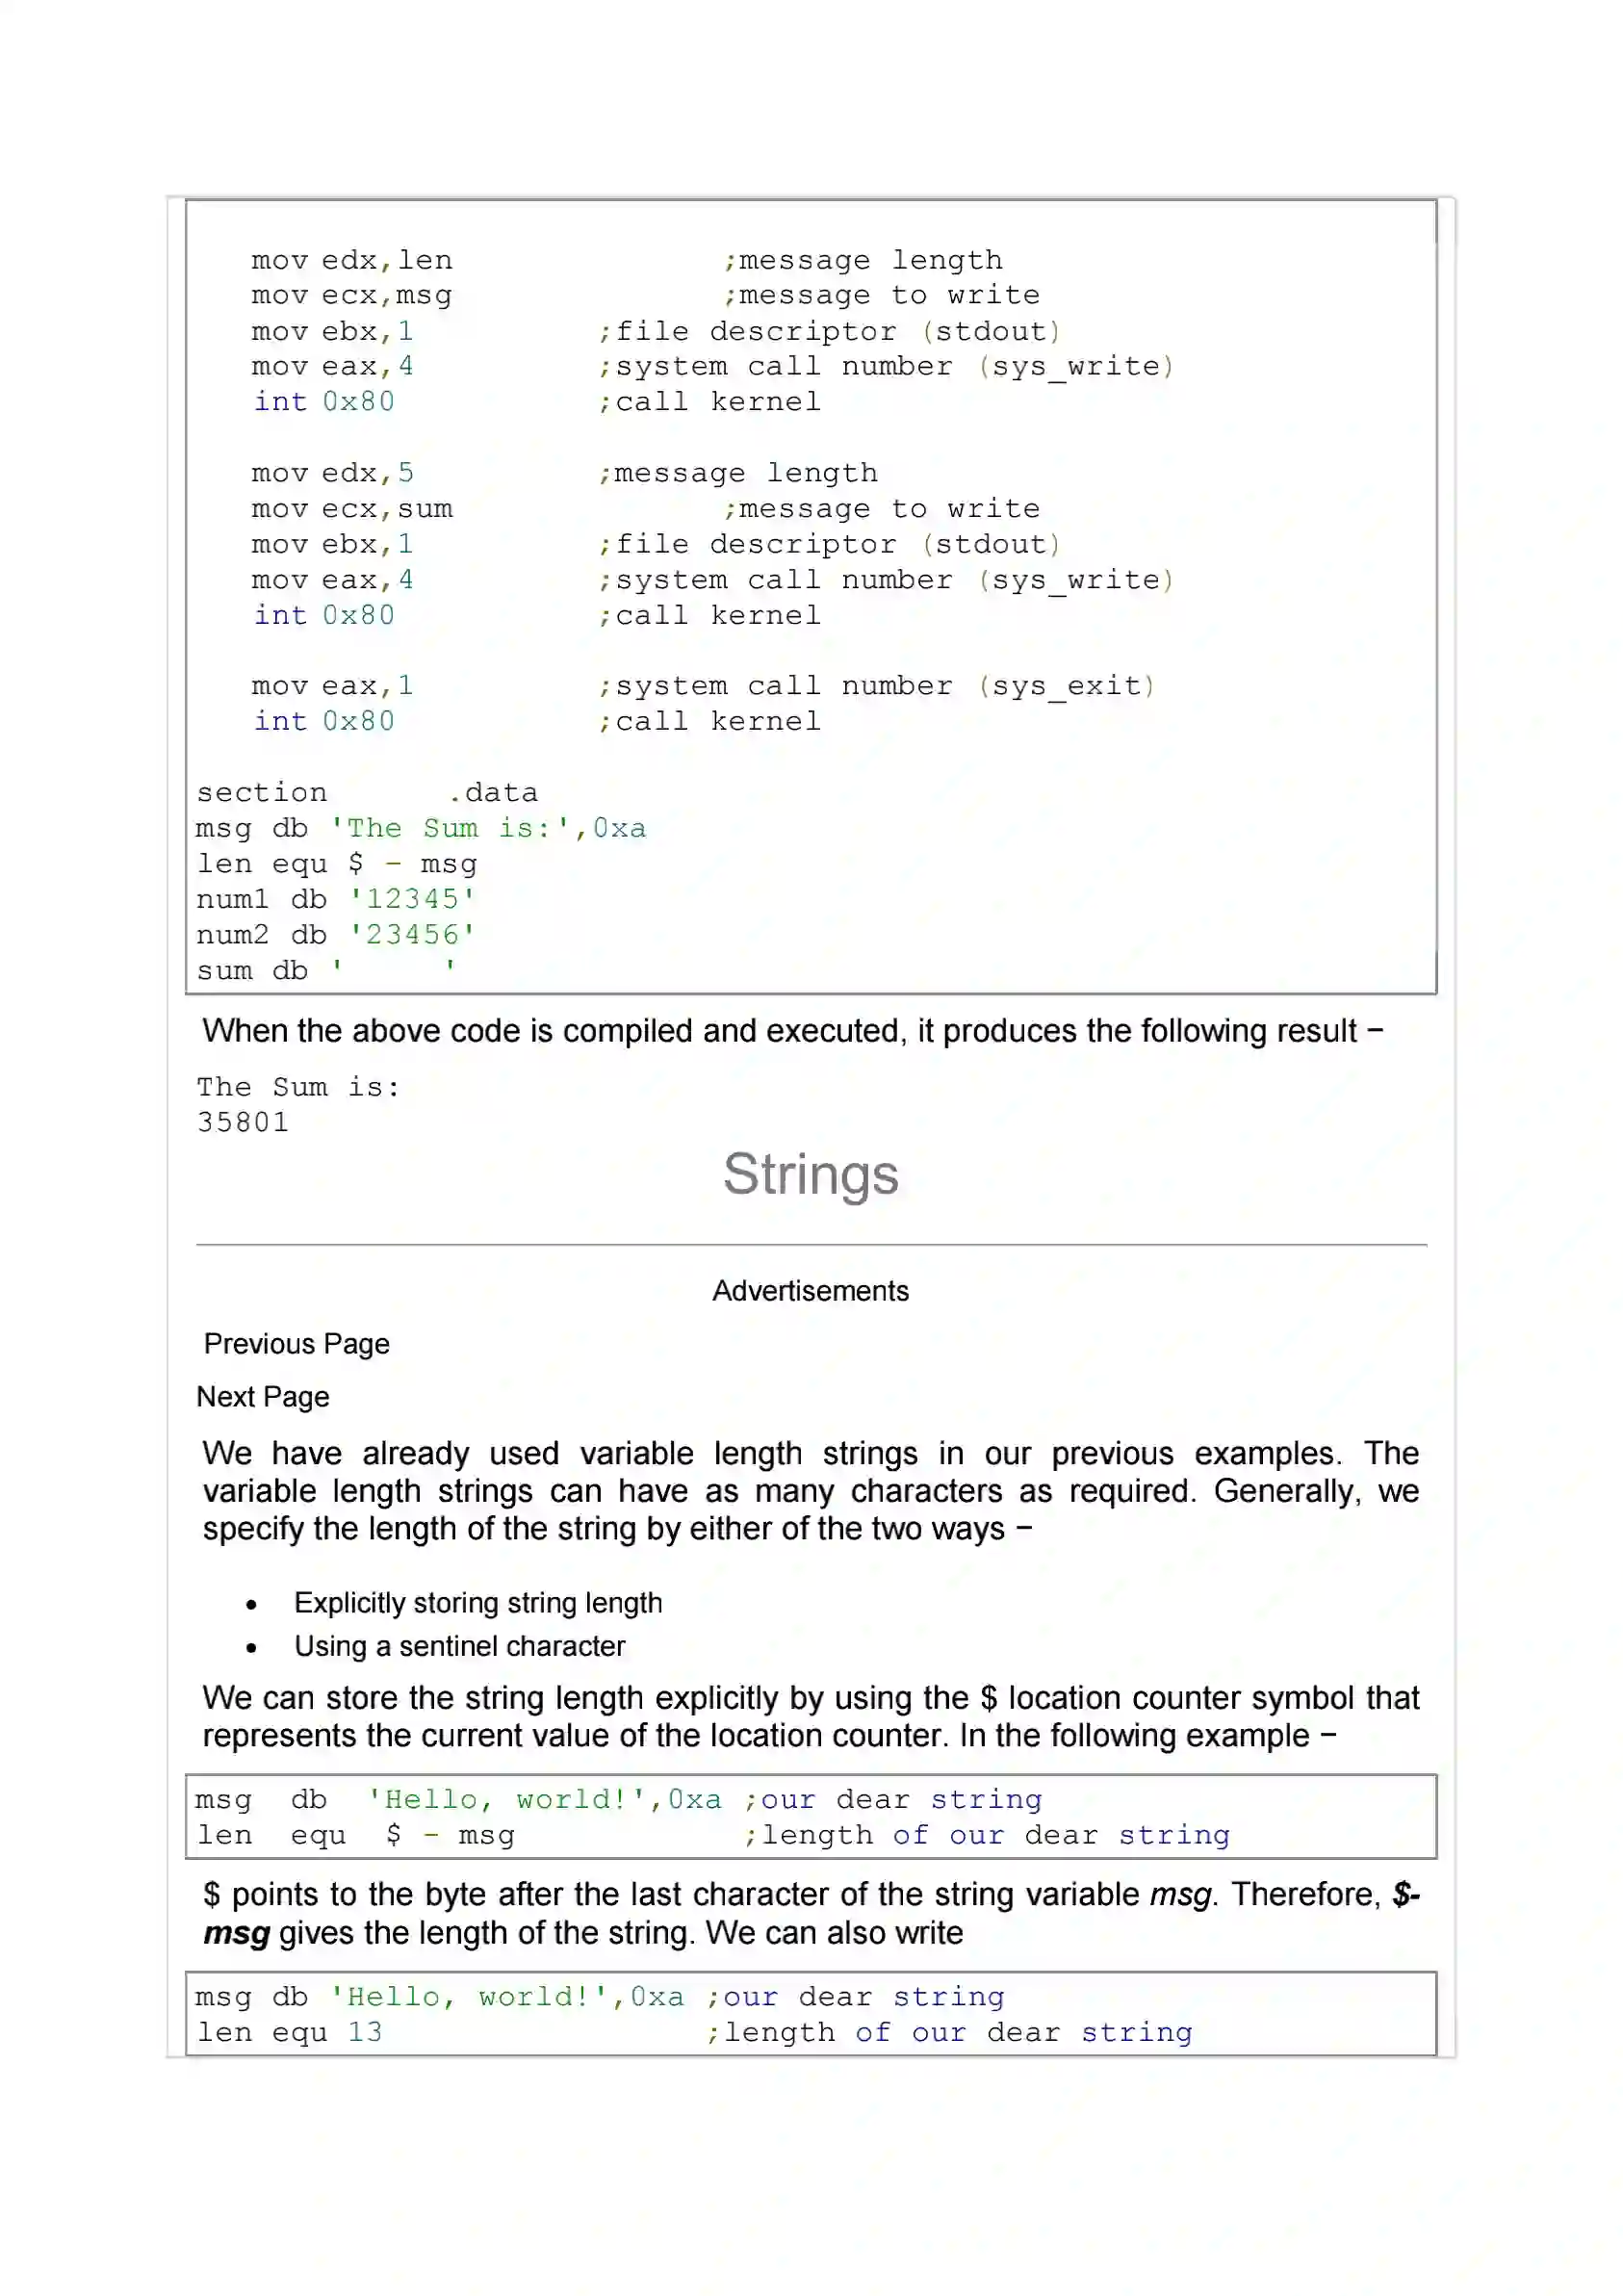 mov edx,len ;message length
mov ecx,msg ;message to write
mov ebx,1 ;file descriptor (stdout)
mov eax,4 ;system call number (sys_write)
int 0x80 ;call kernel
mov edx,5 ;message length
mov ecx,sum ;message to write
mov ebx,1 ;file descriptor (stdout)
mov eax,4 ;system call number (sys_write)
int 0x80 ;call kernel
mov eax,1 ;system call number (sys_exit)
int 0x80 ;call kernel
section .data
msg db 'The Sum is:',0xa
len equ $ - msg
num1 db '12345'
num2 db '23456'
sum db '     '
When the above code is compiled and executed, it produces the following result −
The Sum is:
35801
Strings
Advertisements
Previous Page
Next Page
We have already used variable length strings in our previous examples. The
variable length strings can have as many characters as required. Generally, we
specify the length of the string by either of the two ways −
• Explicitly storing string length
• Using a sentinel character
We can store the string length explicitly by using the $ location counter symbol that
represents the current value of the location counter. In the following example −
msg db 'Hello, world!',0xa ;our dear string
len equ $ - msg ;length of our dear string
$ points to the byte after the last character of the string variable msg. Therefore, $-
msg gives the length of the string. We can also write
msg db 'Hello, world!',0xa ;our dear string
len equ 13 ;length of our dear string